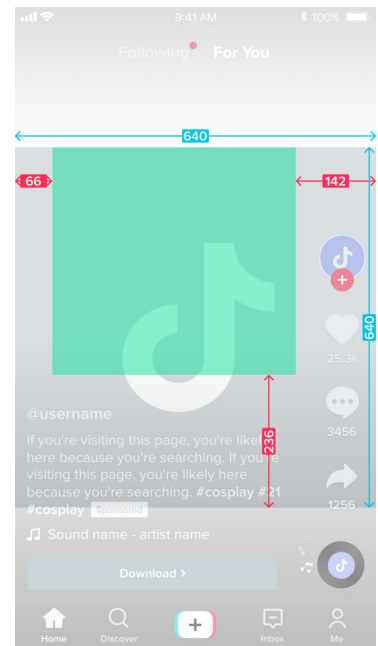 9:41 AM
100%
Following
For You
640
66
142
640
25.3k
@username
3456
236
If you're visiting this page, you're likely
here because you're searching. If you're
visiting this page, you're likely here
because you're searching. #cosplay #21
#cosplay Sponsored
1256
Sound name - artist name
Download >
Home
Discover
Inbox
Me